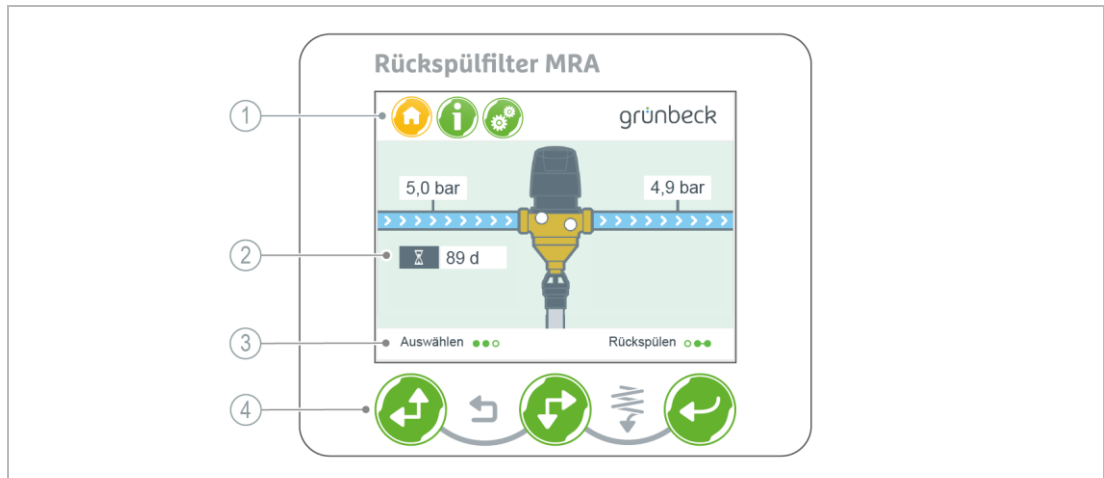 Rückspülfilter MRA
1
grünbeck
5,0 bar
4,9 bar
2
89 d
3
Auswählen
Rückspülen
4